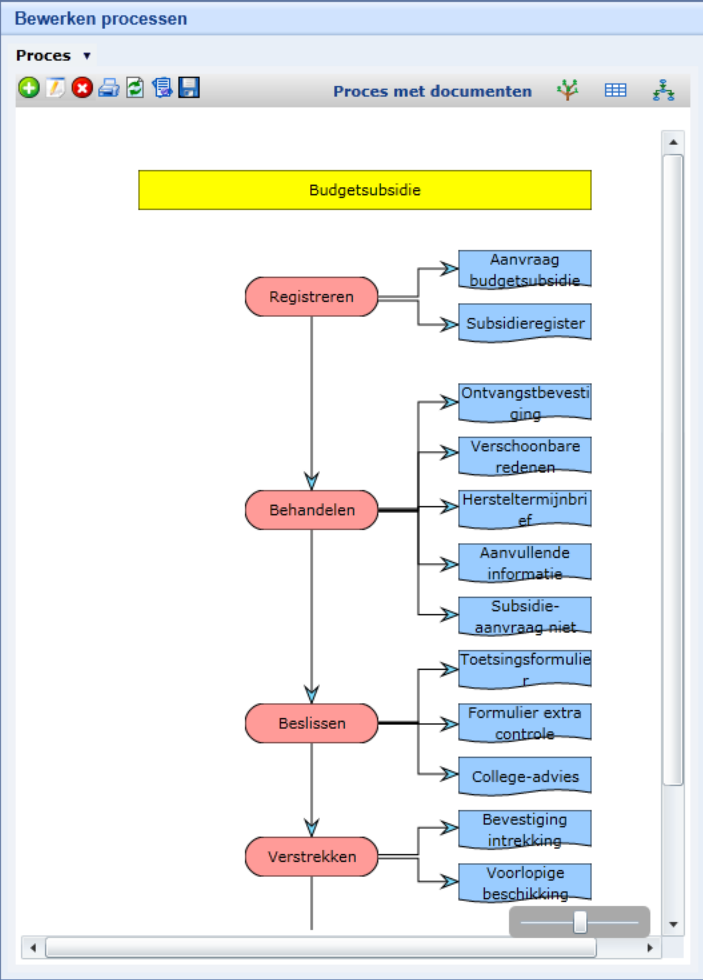 Bewerken processen
Proces
Proces met documenten
Budgetsubsidie
Registreren
Aanvraag
budgetsubsidie
Subsidieregister
Behandelen
Ontvangstbevesti
ging
Verschoonbare
redenen
Hersteltermijnbri
ef
Aanvullende
informatie
Subsidie-
aanvraag niet
Beslissen
Toetsingsformulie
r
Formulier extra
controle
College-advies
Verstrekken
Bevestiging
intrekking
Voorlopige
beschikking